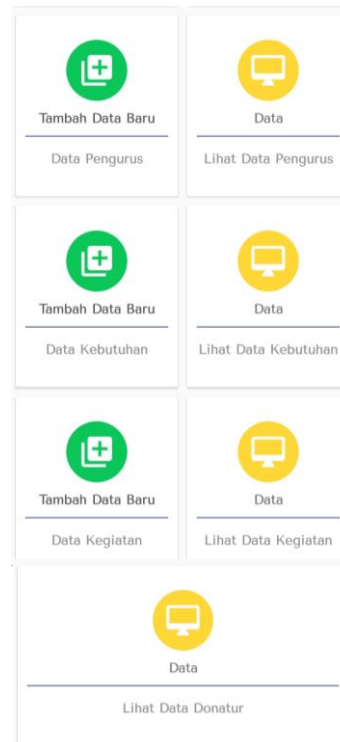 Tambah Data Baru
Data Pengurus
Data
Lihat Data Pengurus
Tambah Data Baru
Data Kebutuhan
Data
Lihat Data Kebutuhan
Tambah Data Baru
Data Kegiatan
Data
Lihat Data Kegiatan
Data
Lihat Data Donatur